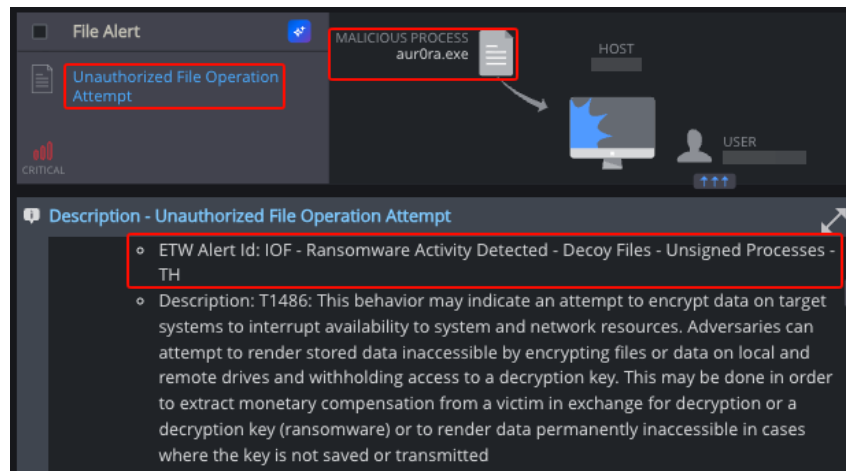 File Alert
Unauthorized File Operation
Attempt
CRITICAL
MALICIOUS PROCESS
aur0ra.exe
HOST
USER
Description - Unauthorized File Operation Attempt
ETW Alert Id: IOF - Ransomware Activity Detected - Decoy Files - Unsigned Processes -
TH
Description: T1486: This behavior may indicate an attempt to encrypt data on target
systems to interrupt availability to system and network resources. Adversaries can
attempt to render stored data inaccessible by encrypting files or data on local and
remote drives and withholding access to a decryption key. This may be done in order
to extract monetary compensation from a victim in exchange for decryption or a
decryption key (ransomware) or to render data permanently inaccessible in cases
where the key is not saved or transmitted